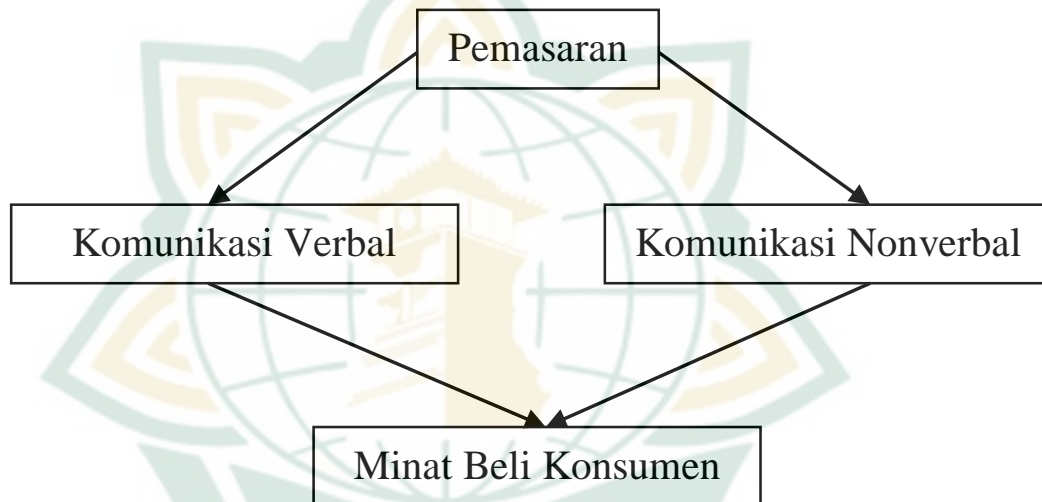 Pemasaran
Komunikasi Verbal
Komunikasi Nonverbal
Minat Beli Konsumen